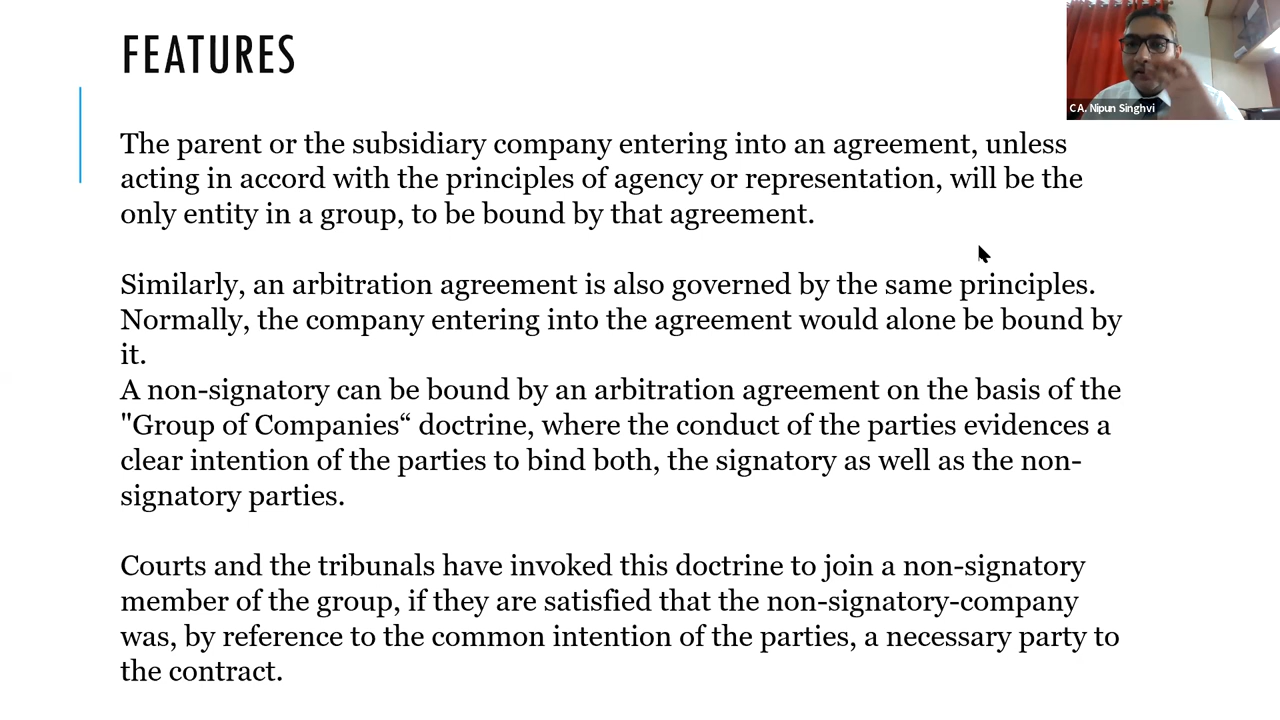 FEATURES
CA. Nipun Singhvi
The parent or the subsidiary company entering into an agreement, unless
acting in accord with the principles of agency or representation, will be the
only entity in a group, to be bound by that agreement.
Similarly, an arbitration agreement is also governed by the same principles.
Normally, the company entering into the agreement would alone be bound by
it.
A non-signatory can be bound by an arbitration agreement on the basis of the
"Group of Companies“ doctrine, where the conduct of the parties evidences a
clear intention of the parties to bind both, the signatory as well as the non-
signatory parties.
Courts and the tribunals have invoked this doctrine to join a non-signatory
member of the group, if they are satisfied that the non-signatory-company
was, by reference to the common intention of the parties, a necessary party to
the contract.